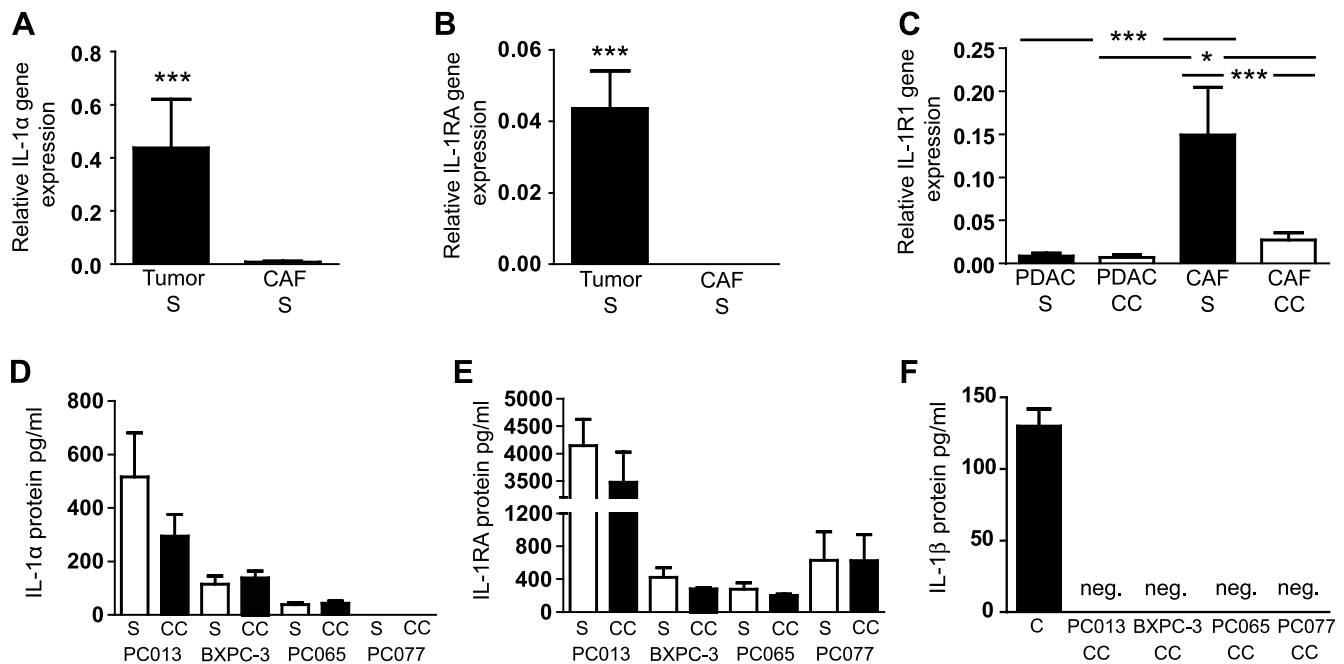 A
Relative IL-1α gene
expression
0.8
0.6
0.4
0.2
0.0
***
Tumor
S
CAF
S
B
Relative IL-1RA gene
expression
0.06
0.04
0.02
0.00
***
Tumor
S
CAF
S
C
Relative IL-1R1 gene
expression
0.25
0.20
0.15
0.10
0.05
0.00
***
*
***
PDAC
S
PDAC
CC
CAF
S
CAF
CC
D
IL-1α protein pg/ml
800
600
400
200
0
S CC S CC S CC S CC
PC013 BXPC-3 PC065 PC077
E
IL-1RA protein pg/ml
5000
4500
4000
3500
1200
800
400
0
S CC S CC S CC S CC
PC013 BXPC-3 PC065 PC077
F
IL-1β protein pg/ml
150
100
50
0
neg. neg. neg. neg.
C PC013 BXPC-3 PC065 PC077
CC CC CC CC